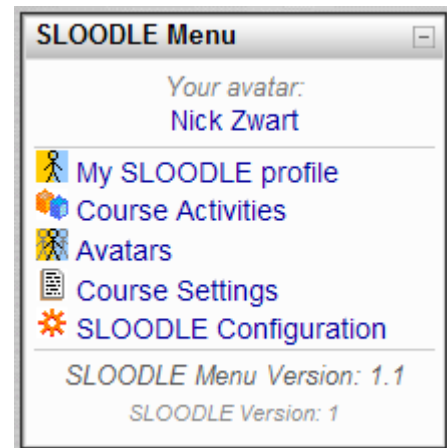 SLOODLE Menu
Your avatar:
Nick Zwart
My SLOODLE profile
Course Activities
Avatars
Course Settings
SLOODLE Configuration
SLOODLE Menu Version: 1.1
SLOODLE Version: 1